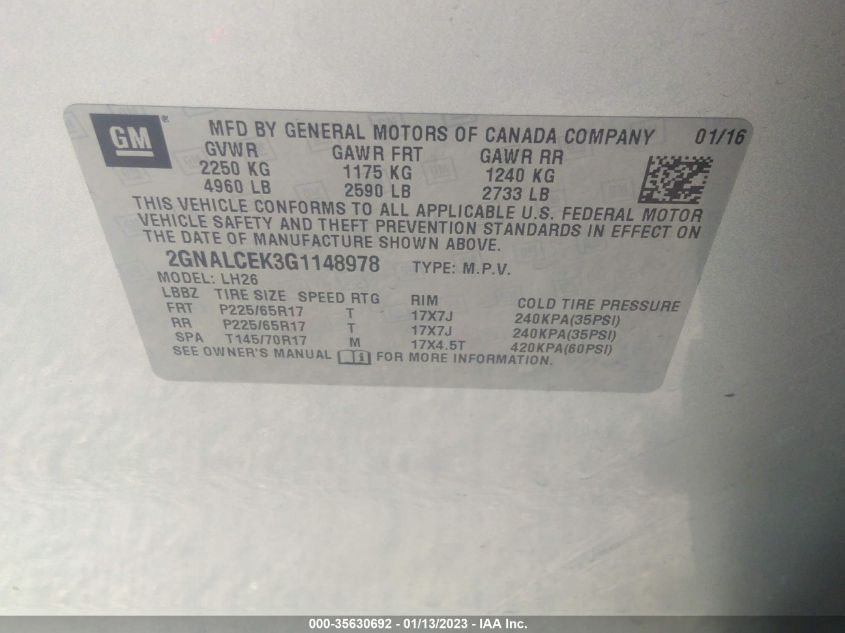 GM ® MFD BY GENERAL MOTORS OF CANADA COMPANY 01/16
GVWR GAWR FRT GAWR RR
2250 KG 1175 KG 1240 KG
4960 LB 2590 LB 2733 LB
THIS VEHICLE CONFORMS TO ALL APPLICABLE U.S. FEDERAL MOTOR
VEHICLE SAFETY AND THEFT PREVENTION STANDARDS IN EFFECT ON
THE DATE OF MANUFACTURE SHOWN ABOVE.
2GNALCEK3G1148978 TYPE: M.P.V.
MODEL: LH26
LBBZ TIRE SIZE SPEED RTG RIM COLD TIRE PRESSURE
FRT P225/65R17 T 17X7J 240KPA(35PSI)
RR P225/65R17 T 17X7J 240KPA(35PSI)
SPA T145/70R17 M 17X4.5T 420KPA(60PSI)
SEE OWNER'S MANUAL FOR MORE INFORMATION.
000-35630692 - 01/13/2023 - IAA Inc.